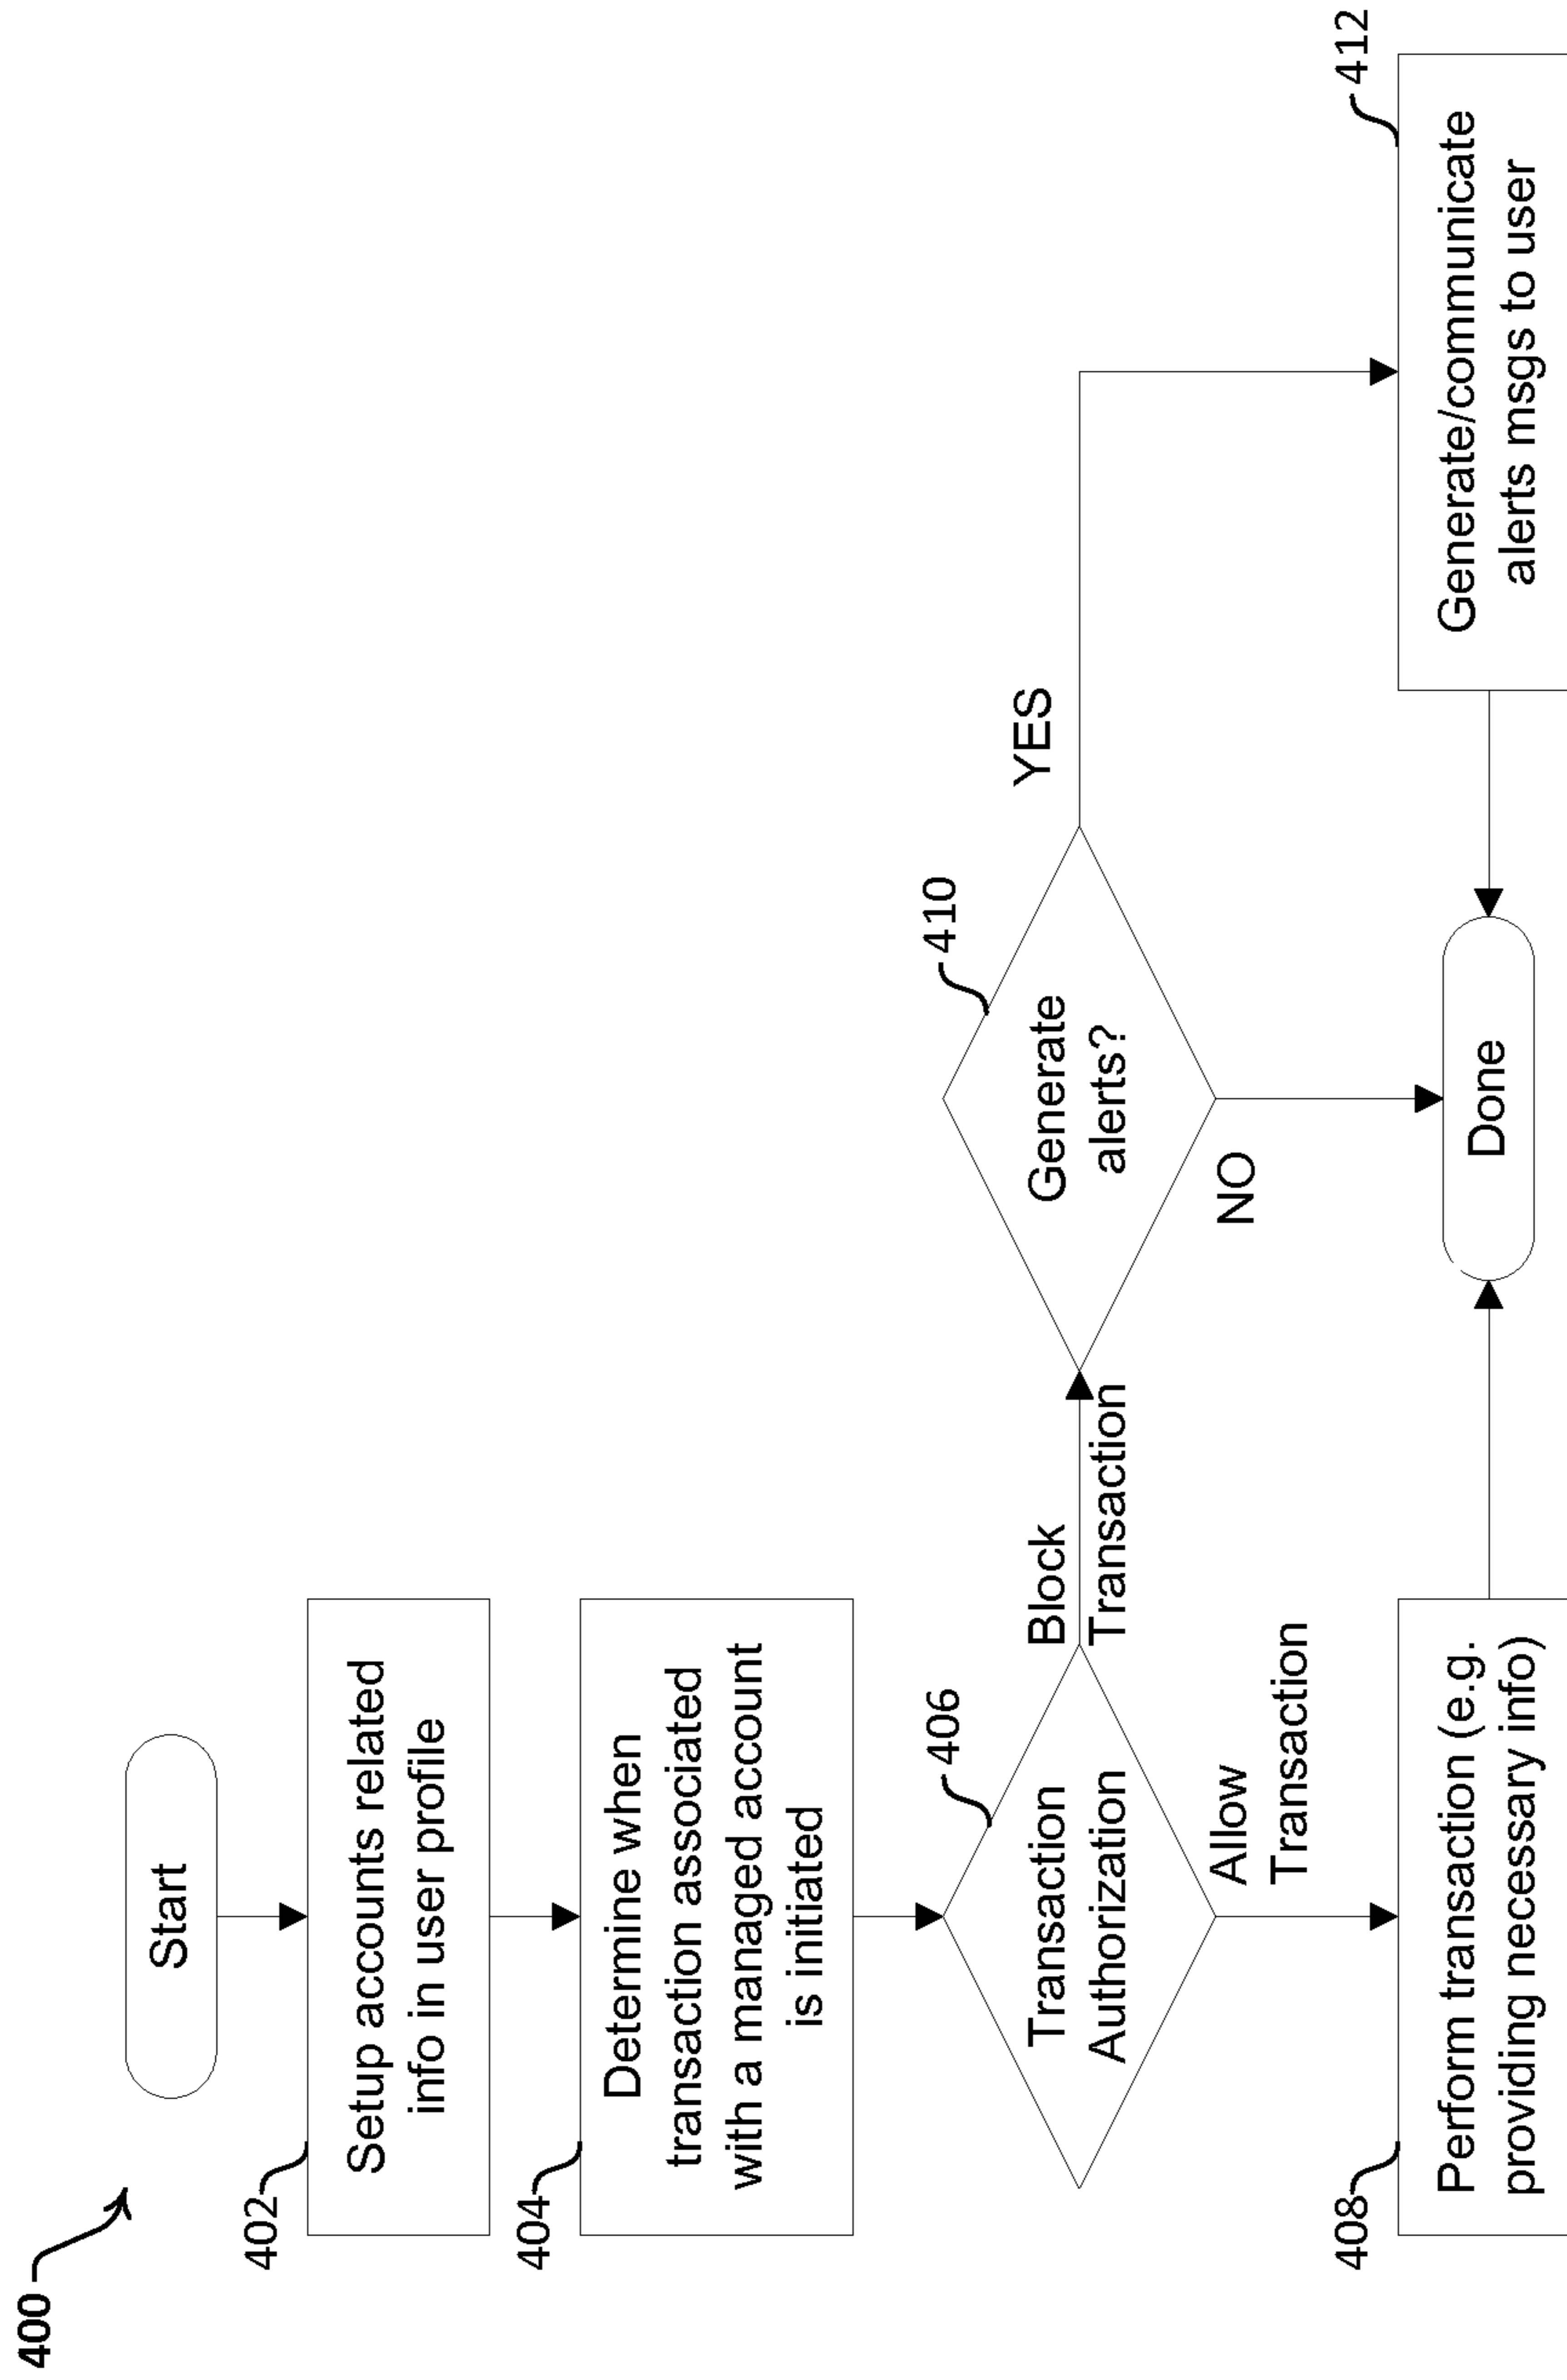 400
Start
402
Setup accounts related
info in user profile
404
Determine when
transaction associated
with a managed account
is initiated
406
Transaction
Authorization
Block
Transaction
Allow
Transaction
408
Perform transaction (e.g.
providing necessary info)
410
Generate
alerts?
YES
NO
412
Generate/communicate
alerts msgs to user
Done